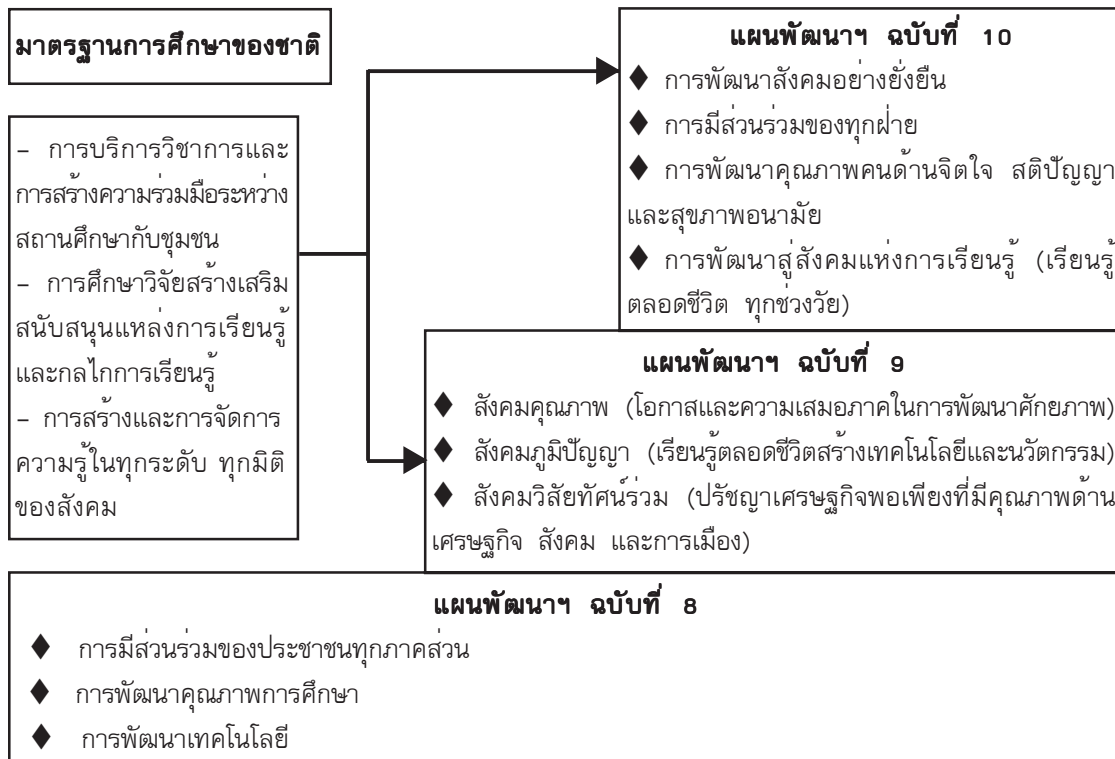 มาตรฐานการศึกษาของชาติ
– การบริการวิชาการและ
การสร้างความร่วมมือระหว่าง
สถานศึกษากับชุมชน
– การศึกษาวิจัยสร้างเสริม
สนับสนุนแหล่งการเรียนรู้
และกลไกการเรียนรู้
– การสร้างและการจัดการ
ความรู้ในทุกระดับ ทุกมิติ
ของสังคม
แผนพัฒนาฯ ฉบับที่ 10
♦ การพัฒนาสังคมอย่างยั่งยืน
♦ การมีส่วนร่วมของทุกฝ่าย
♦ การพัฒนาคุณภาพคนด้านจิตใจ สติปัญญา
และสุขภาพอนามัย
♦ การพัฒนาสู่สังคมแห่งการเรียนรู้ (เรียนรู้
ตลอดชีวิต ทุกช่วงวัย)
แผนพัฒนาฯ ฉบับที่ 9
♦ สังคมคุณภาพ (โอกาสและความเสมอภาคในการพัฒนาศักยภาพ)
♦ สังคมภูมิปัญญา (เรียนรู้ตลอดชีวิตสร้างเทคโนโลยีและนวัตกรรม)
♦ สังคมวิสัยทัศน์ร่วม (ปรัชญาเศรษฐกิจพอเพียงที่มีคุณภาพด้าน
เศรษฐกิจ สังคม และการเมือง)
แผนพัฒนาฯ ฉบับที่ 8
♦ การมีส่วนร่วมของประชาชนทุกภาคส่วน
♦ การพัฒนาคุณภาพการศึกษา
♦ การพัฒนาเทคโนโลยี